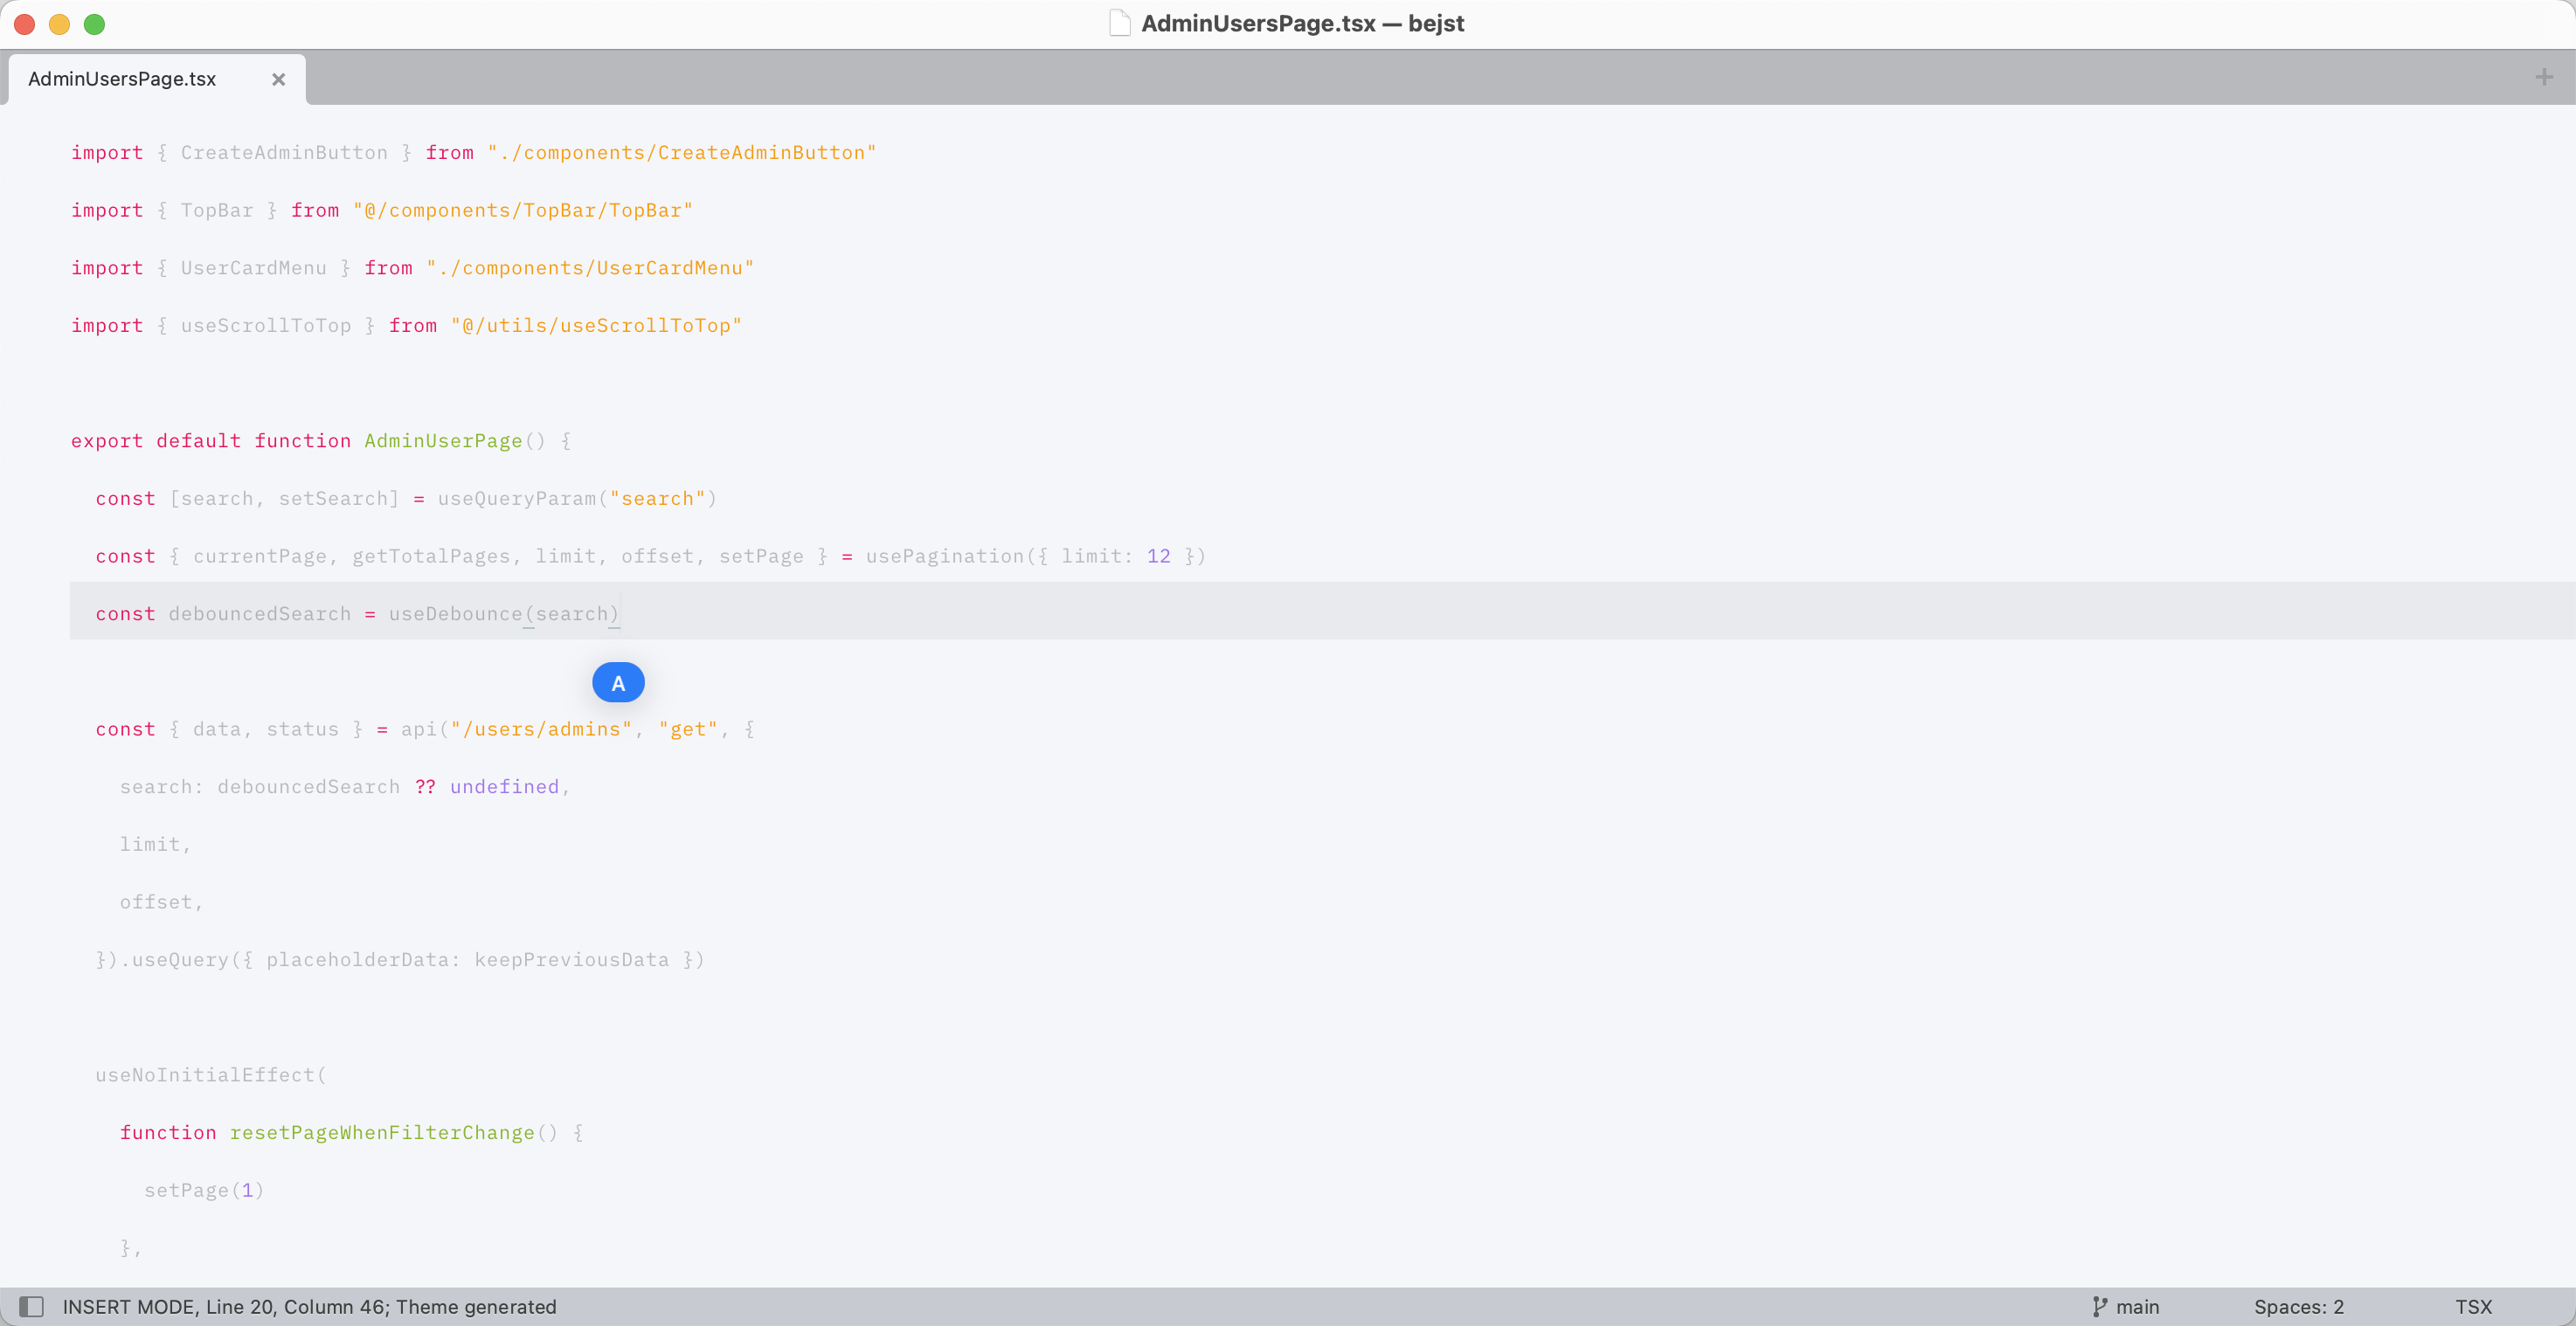 AdminUsersPage.tsx — bejst
AdminUsersPage.tsx
import { CreateAdminButton } from "./components/CreateAdminButton"
import { TopBar } from "@/components/TopBar/TopBar"
import { UserCardMenu } from "./components/UserCardMenu"
import { useScrollToTop } from "@/utils/useScrollToTop"
export default function AdminUserPage() {
const [search, setSearch] = useQueryParam("search")
const { currentPage, getTotalPages, limit, offset, setPage } = usePagination({ limit: 12 })
const debouncedSearch = useDebounce(search)
A
const { data, status } = api("/users/admins", "get", {
search: debouncedSearch ?? undefined,
limit,
offset,
}).useQuery({ placeholderData: keepPreviousData })
useNoInitialEffect(
function resetPageWhenFilterChange() {
setPage(1)
},
INSERT MODE, Line 20, Column 46; Theme generated
main
Spaces: 2
TSX